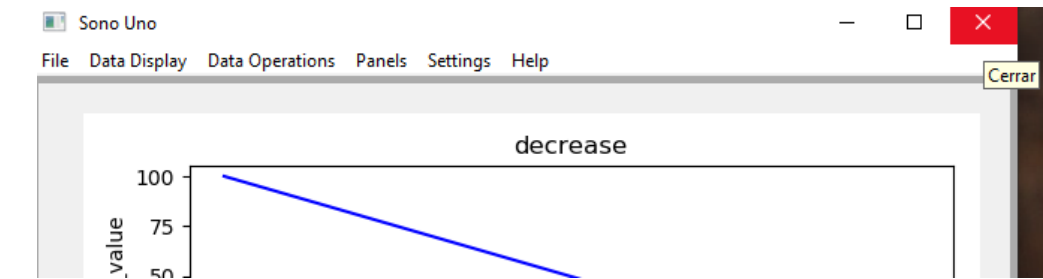 Sono Uno
File Data Display Data Operations Panels Settings Help
Cerrar
decrease
100
75
50
value